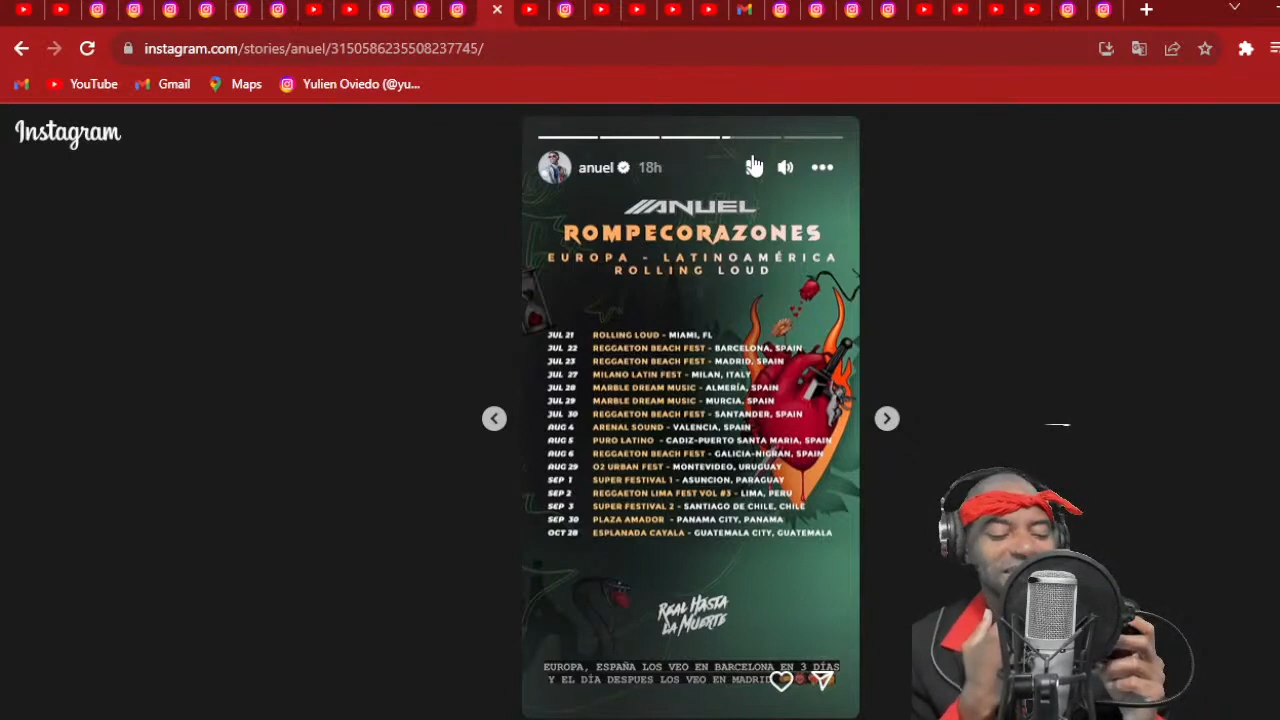 instagram.com/stories/anuel/3150586235508237745/
YouTube
Gmail
Maps
Yulien Oviedo (@yu...
Instagram
anuel 18h
ANUEL
ROMPECORAZONES
EUROPA - LATINOAMÉRICA
ROLLING LOUD
JUL 21 ROLLING LOUD - MIAMI, FL
JUL 22 REGGAETON BEACH FEST - BARCELONA, SPAIN
JUL 23 REGGAETON BEACH FEST - MADRID, SPAIN
JUL 27 MILANO LATIN FEST - MILAN, ITALY
JUL 28 MARBLE DREAM MUSIC - ALMERÍA, SPAIN
JUL 29 MARBLE DREAM MUSIC - MURCIA, SPAIN
JUL 30 REGGAETON BEACH FEST - SANTANDER, SPAIN
AUG 4 ARENAL SOUND - VALENCIA, SPAIN
AUG 5 PURO LATINO - CADIZ-PUERTO SANTA MARIA, SPAIN
AUG 6 REGGAETON BEACH FEST - GALICIA-NIGRAN, SPAIN
AUG 29 O2 URBAN FEST - MONTEVIDEO, URUGUAY
SEP 1 SUPER FESTIVAL 1 - ASUNCION, PARAGUAY
SEP 2 REGGAETON LIMA FEST VOL #3 - LIMA, PERU
SEP 3 SUPER FESTIVAL 2 - SANTIAGO DE CHILE, CHILE
SEP 30 PLAZA AMADOR - PANAMA CITY, PANAMA
OCT 28 ESPLANADA CAYALA - GUATEMALA CITY, GUATEMALA
REAL HASTA
LA MUERTE
EUROPA, ESPAÑA LOS VEO EN BARCELONA EN 3 DÍAS
Y EL DÍA DESPUES LOS VEO EN MADRID